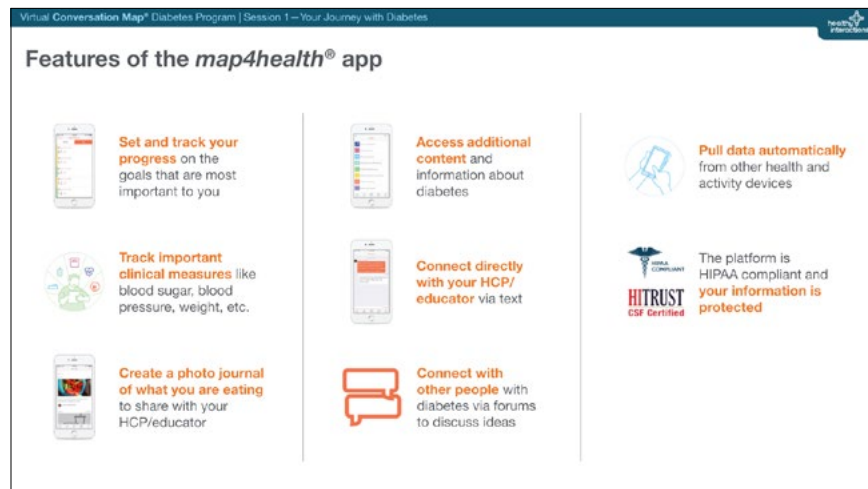 Virtual Conversation Map® Diabetes Program | Session 1—Your Journey with Diabetes
healthy
interactions
Features of the map4health® app
Set and track your
progress on the
goals that are most
important to you
Track important
clinical measures like
blood sugar, blood
pressure, weight, etc.
Create a photo journal
of what you are eating
to share with your
HCP/educator
Access additional
content and
information about
diabetes
Connect directly
with your HCP/
educator via text
Connect with
other people with
diabetes via forums
to discuss ideas
Pull data automatically
from other health and
activity devices
HIPAA
COMPLIANT
HITRUST
CSF Certified
The platform is
HIPAA compliant and
your information is
protected